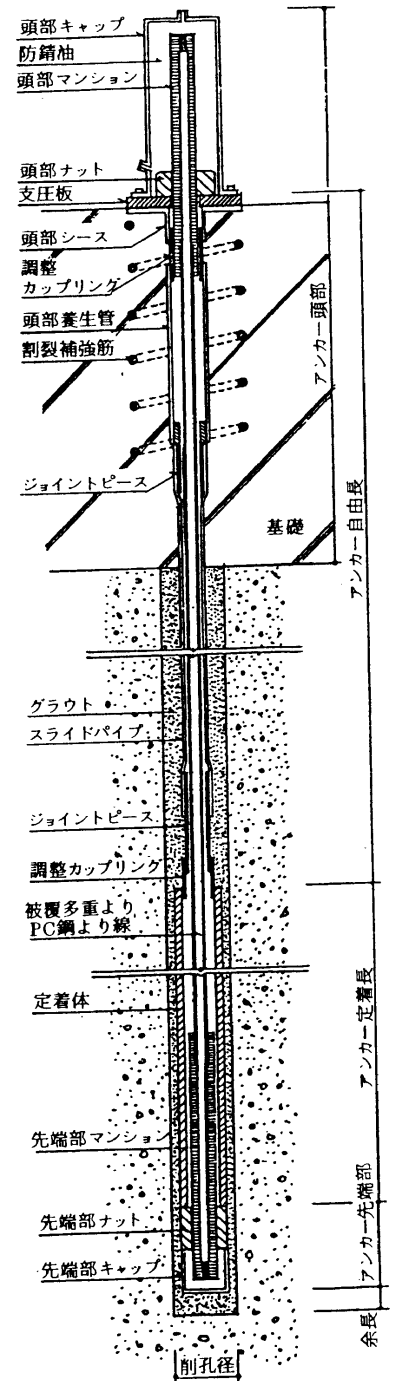 頭部キャップ
防錆油
頭部マンション
頭部ナット
支圧板
頭部シース
調整
カップリング
頭部養生管
割裂補強筋
ジョイントピース
基礎
アンカー頭部
アンカー自由長
グラウト
スライドパイプ
ジョイントピース
調整カップリング
被覆多重より
PC鋼より線
定着体
アンカー定着長
先端部マンション
先端部ナット
アンカー先端部
先端部キャップ
余長
削孔径